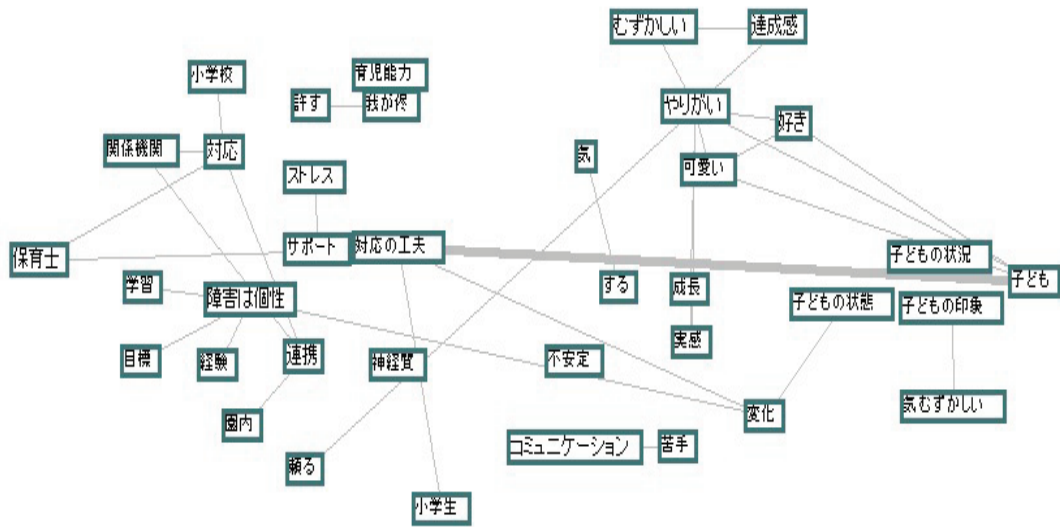 むずかしい
達成感
小学校
育児能力
許す
我が侭
やりがい
好き
関係機関
対応
気
可愛い
ストレス
保育士
サポート
対応の工夫
子どもの状況
子ども
学習
障害は個性
する
成長
子どもの状態
子どもの印象
目標
経験
連携
神経質
不安定
実感
変化
気むずかしい
園内
コミュニケーション
苦手
頼る
小学生